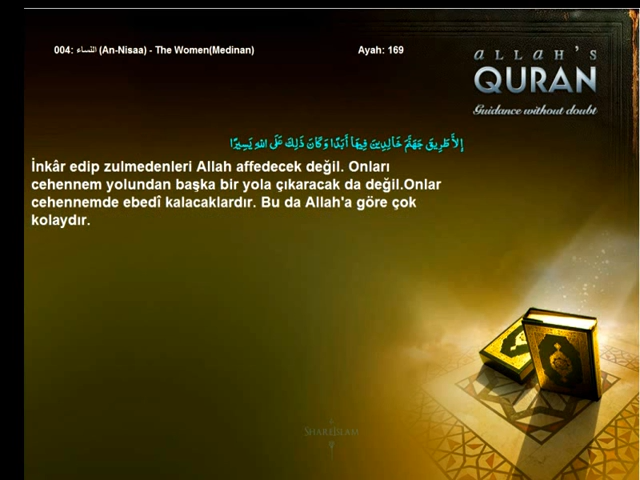 004: النساء (An-Nisaa) - The Women(Medinan) Ayah: 169
ALLAH'S
QURAN
Guidance without doubt
إِلاَّ طَرِيقَ جَهَنَّمَ خَالِدِينَ فِيهَا أَبَدًا وَكَانَ ذَلِكَ عَلَى اللّهِ يَسِيرًا
İnkâr edip zulmedenleri Allah affedecek değil. Onları
cehennem yolundan başka bir yola çıkaracak da değil.Onlar
cehennemde ebedî kalacaklardır. Bu da Allah'a göre çok
kolaydır.
SHAREISLAM